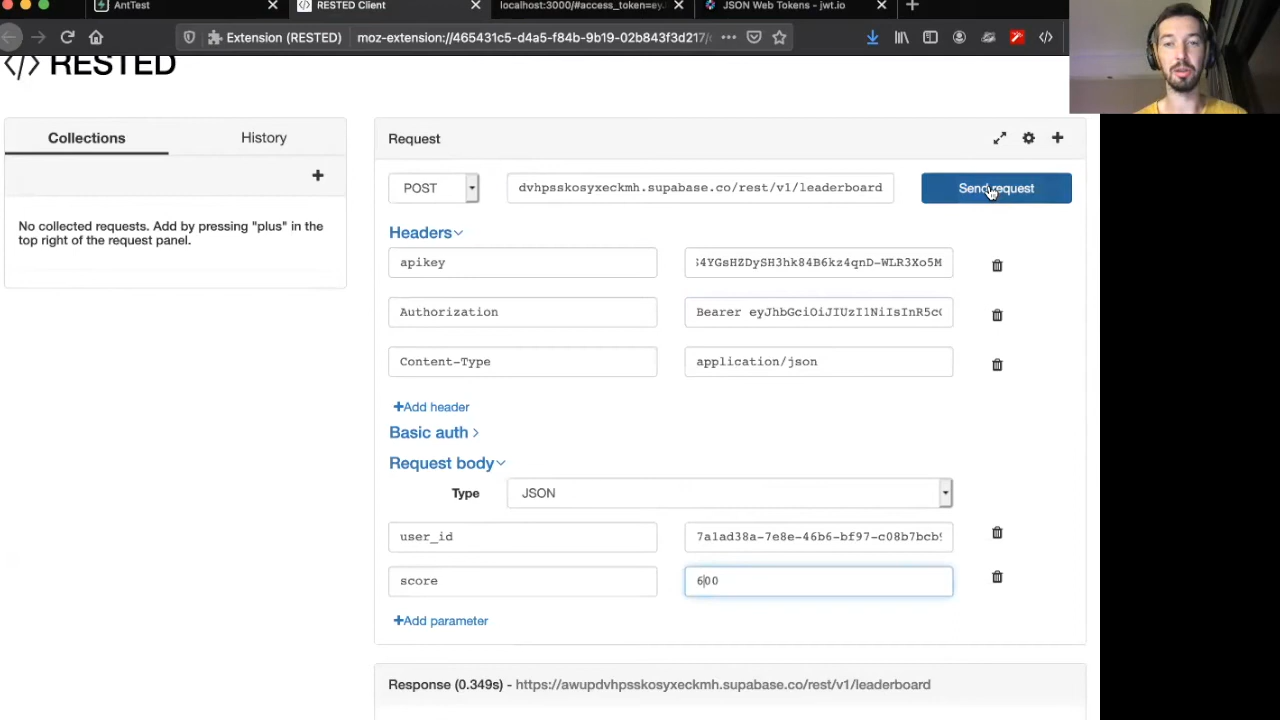 AntTest
RESTED Client
localhost:3000/#access_token=ey
JSON Web Tokens - jwt.io
Extension (RESTED)
moz-extension://465431c5-d4a5-f84b-9b19-02b843f3d217/
</> RESTED
Collections
History
No collected requests. Add by pressing "plus" in the
top right of the request panel.
Request
POST
dvhpsskosyxeckmh.supabase.co/rest/v1/leaderboard
Send request
Headers
apikey
4YGsHZDySH3hk84B6kz4qnD-WLR3Xo5M
Authorization
Bearer eyJhbGciOiJIUzI1NiIsInR5c
Content-Type
application/json
+Add header
Basic auth
Request body
Type
JSON
user_id
7a1ad38a-7e8e-46b6-bf97-c08b7bcb9
score
600
+Add parameter
Response (0.349s) - https://awupdvhpsskosyxeckmh.supabase.co/rest/v1/leaderboard